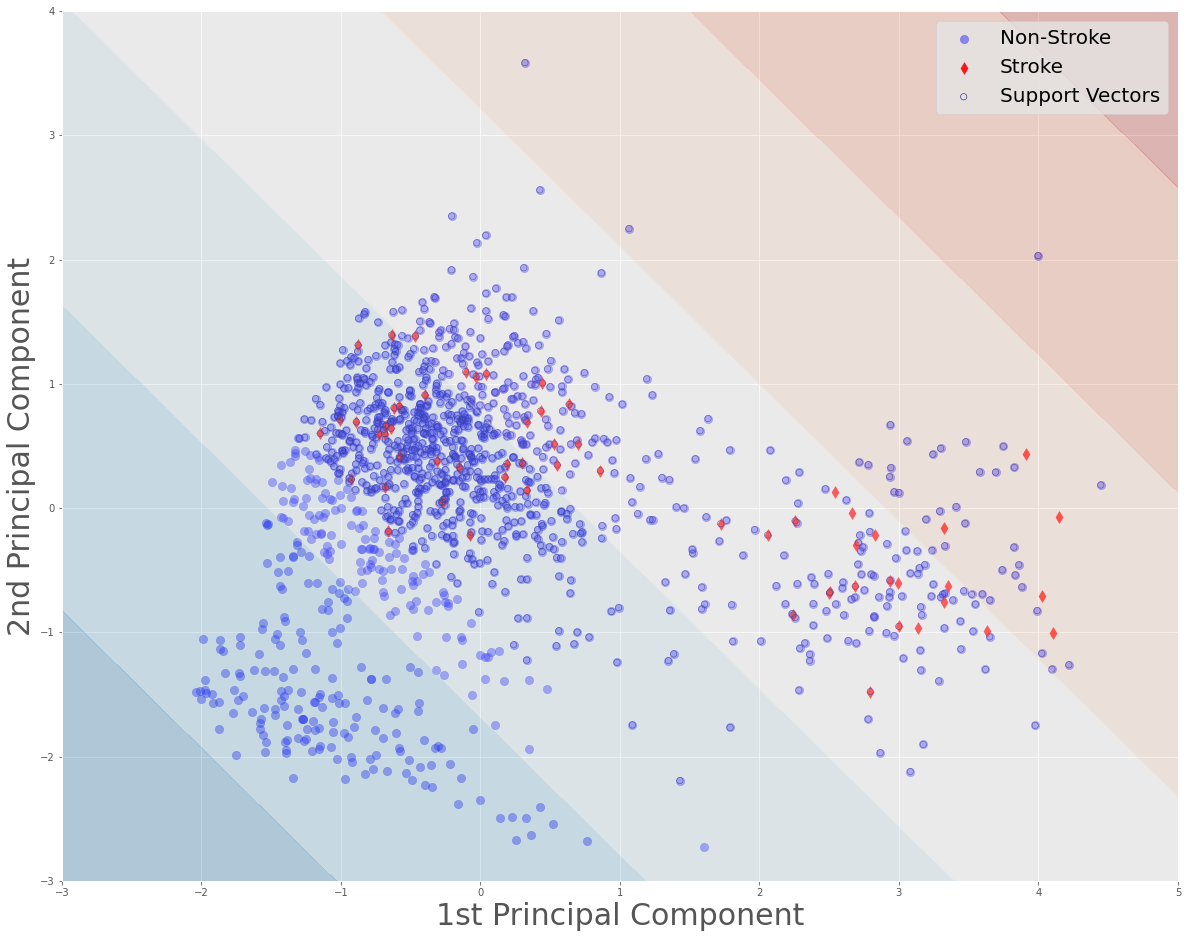 4
3
2
1
0
−1
−2
−3
2nd Principal Component
Non-Stroke
Stroke
Support Vectors
−3 −2 −1 0 1 2 3 4 5
1st Principal Component